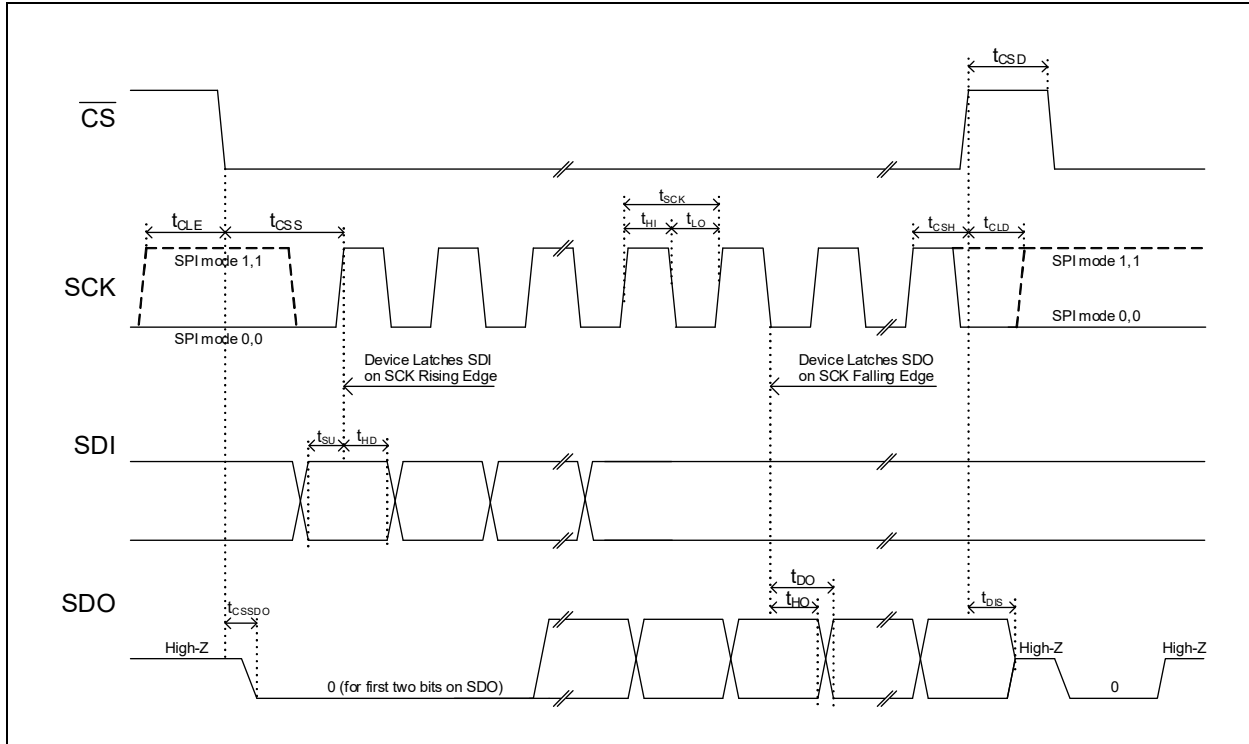 tCSD
CS
tSCK
tCLE
tCSS
tHI
tLO
tCSH
tCLD
SPI mode 1,1
SPI mode 1,1
SCK
SPI mode 0,0
SPI mode 0,0
Device Latches SDI
on SCK Rising Edge
Device Latches SDO
on SCK Falling Edge
SDI
tSU
tHD
tDO
SDO
tCSSDO
tHO
tDIS
High-Z
High-Z
High-Z
0 (for first two bits on SDO)
0